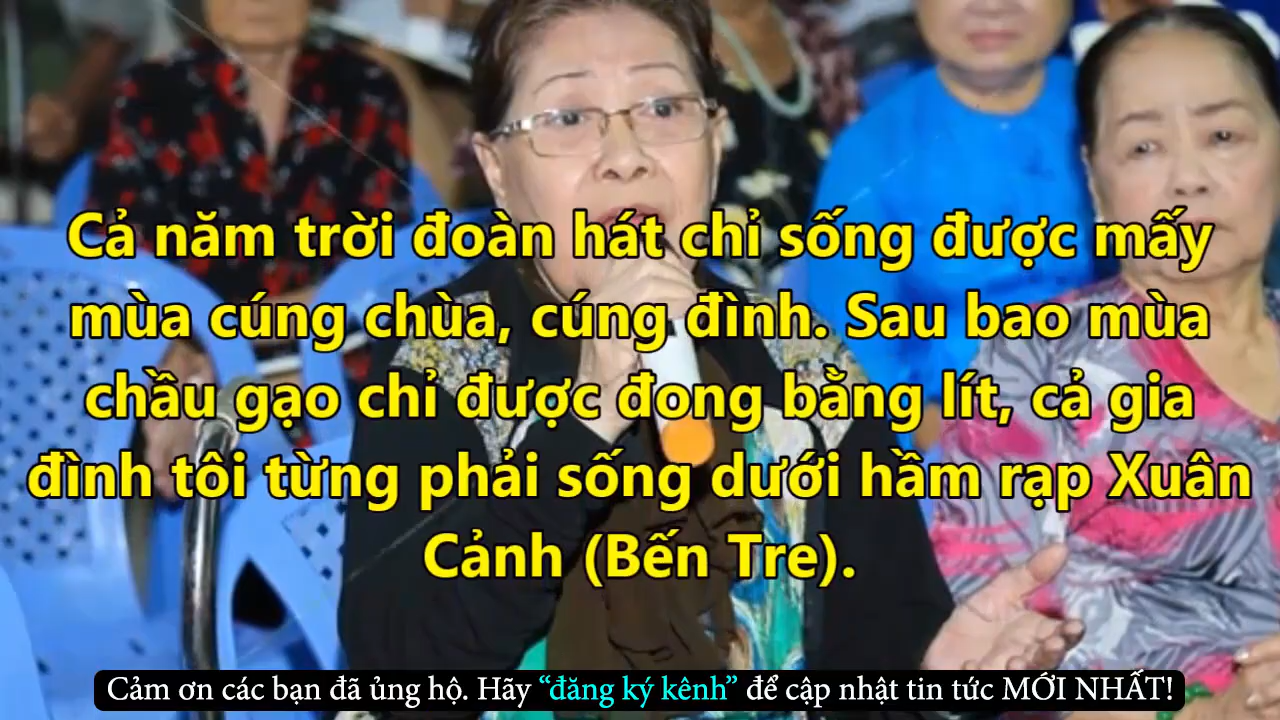 Cả năm trời đoàn hát chỉ sống được mấy
mùa cúng chùa, cúng đình. Sau bao mùa
chầu gạo chỉ được đong bằng lít, cả gia
đình tôi từng phải sống dưới hầm rạp Xuân
Cảnh (Bến Tre).
Cảm ơn các bạn đã ủng hộ. Hãy “đăng ký kênh” để cập nhật tin tức MỚI NHẤT!